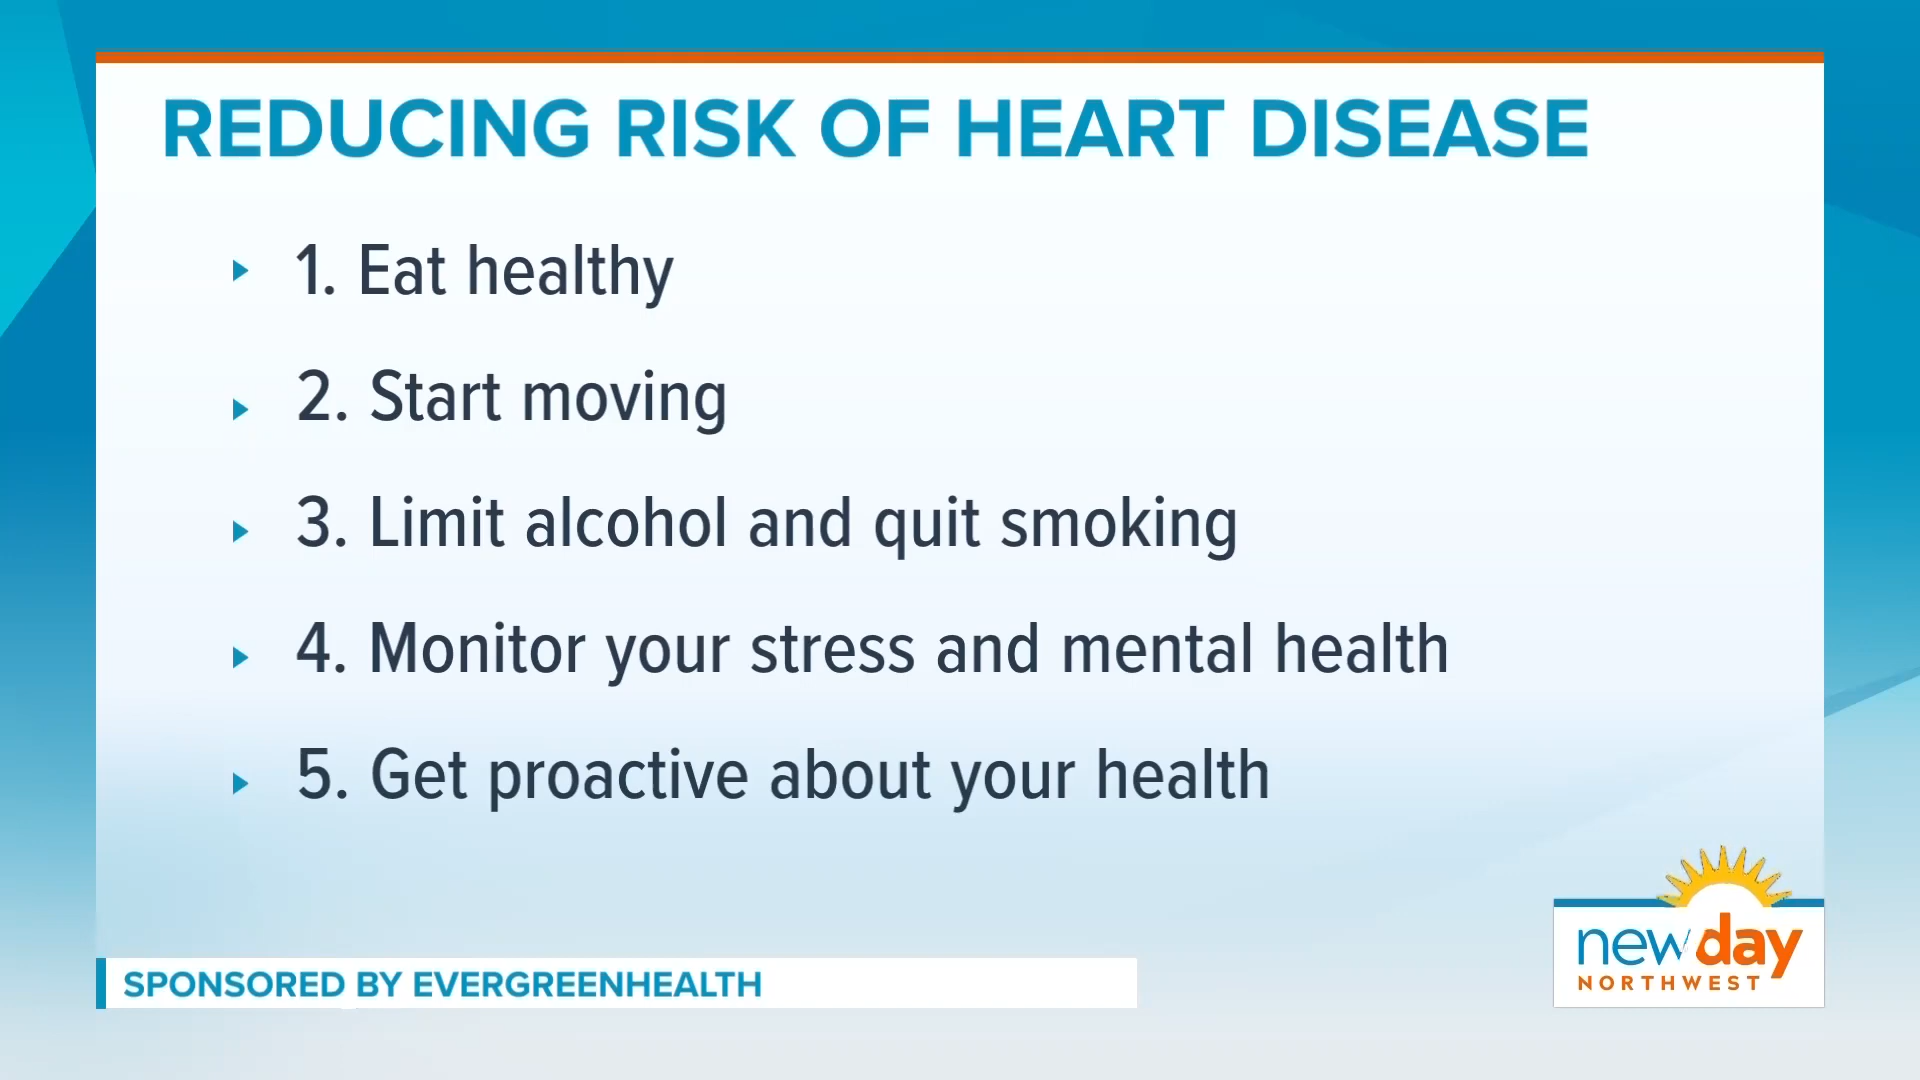 REDUCING RISK OF HEART DISEASE
1. Eat healthy
2. Start moving
3. Limit alcohol and quit smoking
4. Monitor your stress and mental health
5. Get proactive about your health
SPONSORED BY EVERGREENHEALTH
new day
NORTHWEST